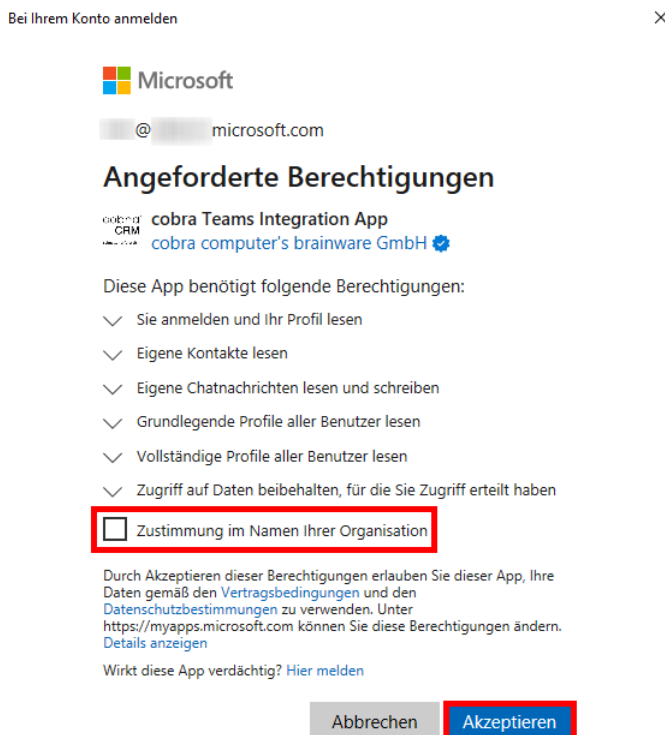 Bei Ihrem Konto anmelden
Microsoft
@ microsoft.com
Angeforderte Berechtigungen
cobra CRM
cobra Teams Integration App
cobra computer's brainware GmbH
Diese App benötigt folgende Berechtigungen:
Sie anmelden und Ihr Profil lesen
Eigene Kontakte lesen
Eigene Chatnachrichten lesen und schreiben
Grundlegende Profile aller Benutzer lesen
Vollständige Profile aller Benutzer lesen
Zugriff auf Daten beibehalten, für die Sie Zugriff erteilt haben
Zustimmung im Namen Ihrer Organisation
Durch Akzeptieren dieser Berechtigungen erlauben Sie dieser App, Ihre
Daten gemäß den Vertragsbedingungen und den
Datenschutzbestimmungen zu verwenden. Unter
https://myapps.microsoft.com können Sie diese Berechtigungen ändern.
Details anzeigen
Wirkt diese App verdächtig? Hier melden
Abbrechen
Akzeptieren